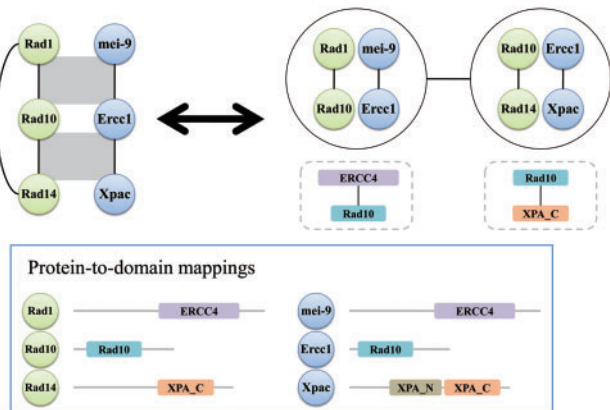 Rad1 mei-9
Rad10 Ercc1
Rad14 Xpac
Rad1 mei-9
Rad10 Ercc1
Rad10 Ercc1
Rad14 Xpac
ERCC4
Rad10
Rad10
XPA_C
Protein-to-domain mappings
Rad1 ERCC4 mei-9 ERCC4
Rad10 Rad10 Ercc1 Rad10
Rad14 XPA_C Xpac XPA_N XPA_C